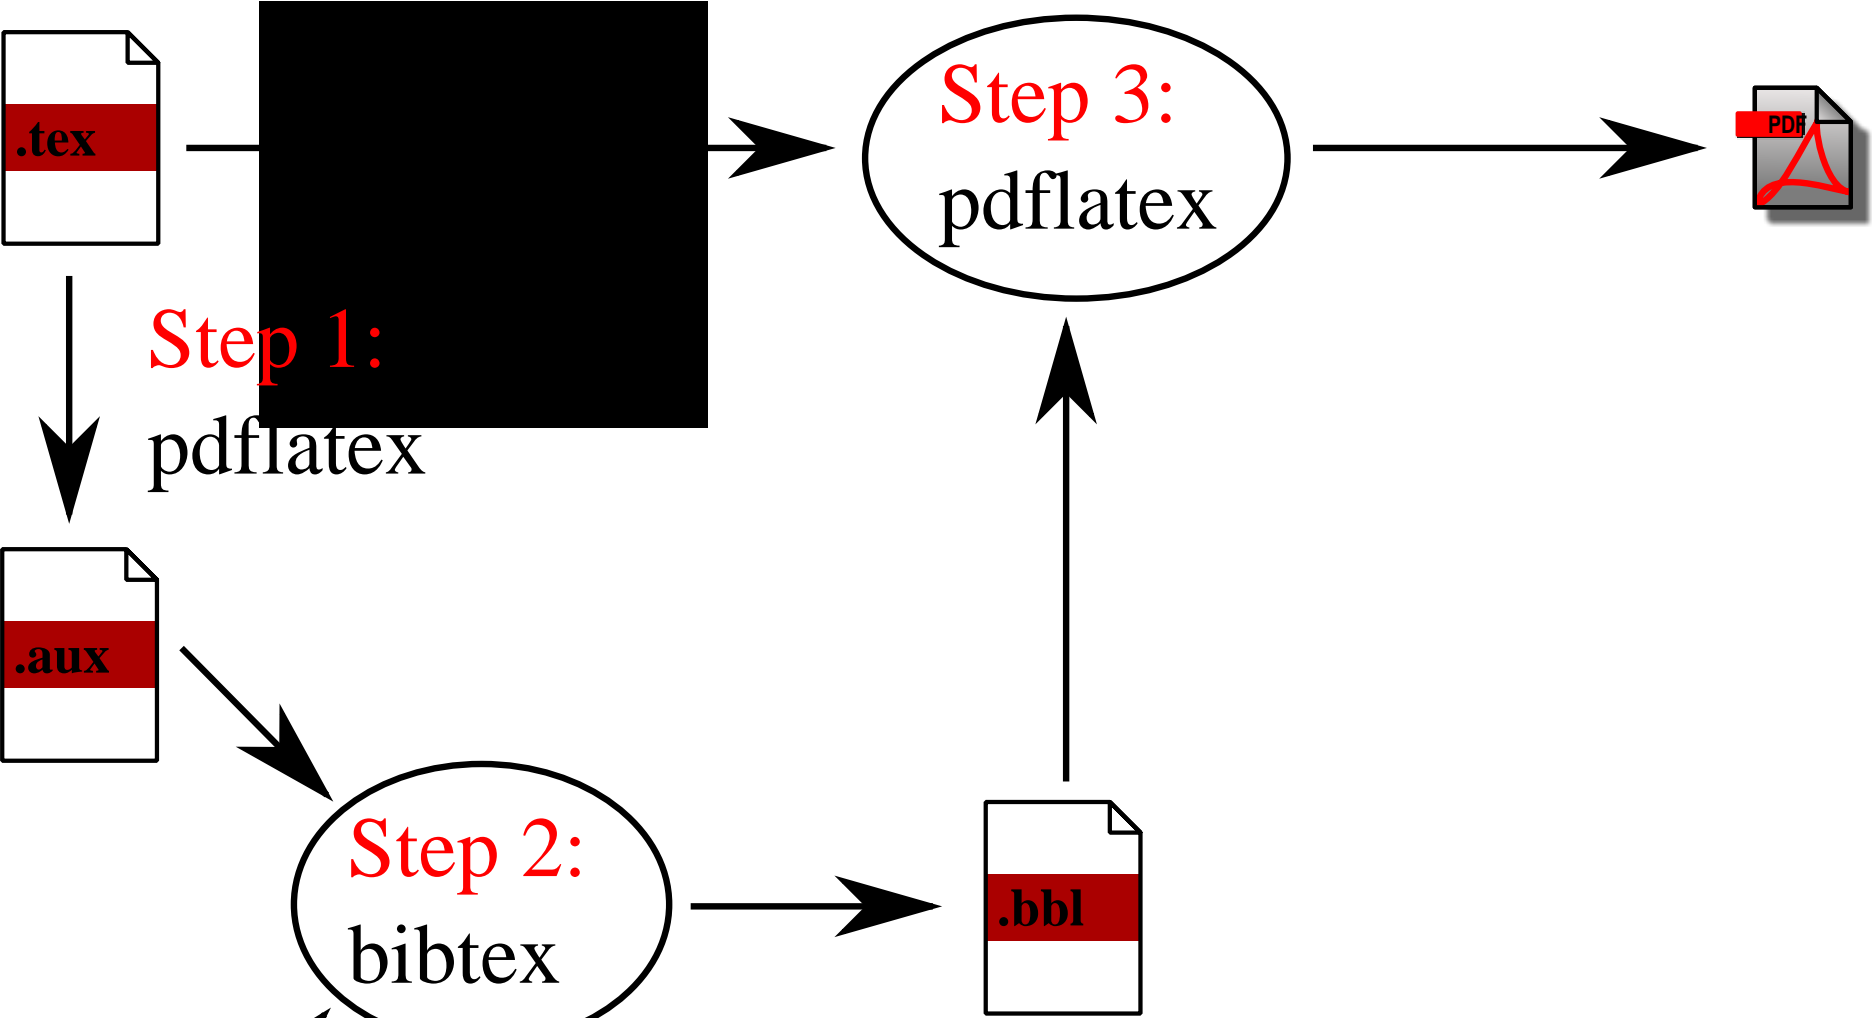 .tex
Step 3:
pdflatex
PDF
Step 1:
pdflatex
.aux
Step 2:
bibtex
.bbl